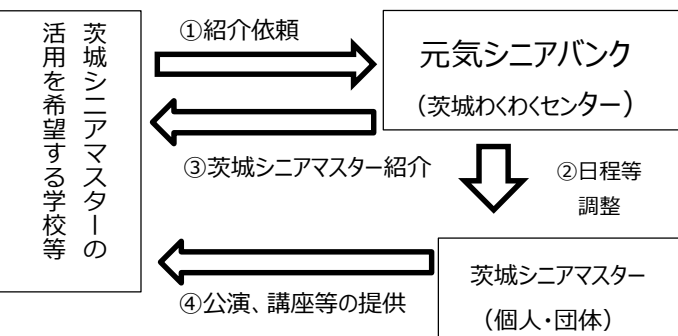 茨城シニアマスターの
活用を希望する学校等
①紹介依頼
元気シニアバンク
(茨城わくわくセンター)
③茨城シニアマスター紹介
②日程等
調整
茨城シニアマスター
(個人・団体)
④公演、講座等の提供